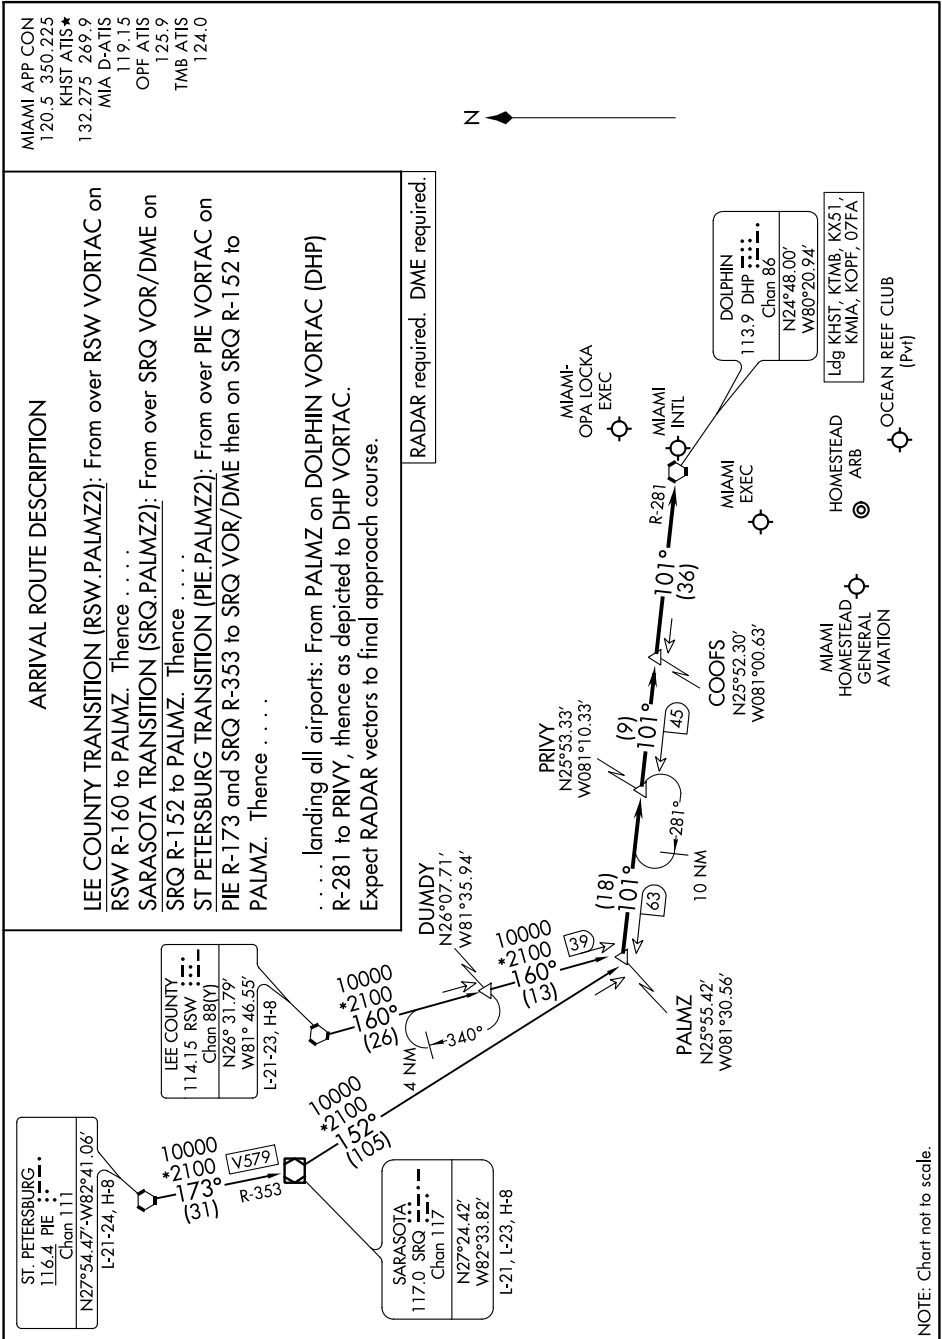 MIAMI APP CON
120.5 350.225
KHST ATIS★
132.275 269.9
MIA D-ATIS
119.15
OPF ATIS
125.9
TMB ATIS
124.0
ARRIVAL ROUTE DESCRIPTION
LEE COUNTY TRANSITION (RSW.PALMZ2): From over RSW VORTAC on
RSW R-160 to PALMZ. Thence . . . .
SARASOTA TRANSITION (SRQ.PALMZ2): From over SRQ VOR/DME on
SRQ R-152 to PALMZ. Thence . . . .
ST PETERSBURG TRANSITION (PIE.PALMZ2): From over PIE VORTAC on
PIE R-173 and SRQ R-353 to SRQ VOR/DME then on SRQ R-152 to
PALMZ. Thence . . . .
. . . . landing all airports: From PALMZ on DOLPHIN VORTAC (DHP)
R-281 to PRIVY, thence as depicted to DHP VORTAC.
Expect RADAR vectors to final approach course.
RADAR required. DME required.
N
ST. PETERSBURG
116.4 PIE
Chan 111
N27°54.47'-W82°41.06'
L-21-24, H-8
10000
*2100
173°
(31)
V579
R-353
SARASOTA
117.0 SRQ
Chan 117
N27°24.42'
W82°33.82'
L-21, L-23, H-8
10000
*2100
152°
(105)
LEE COUNTY
114.15 RSW
Chan 88(Y)
N26° 31.79'
W81° 46.55'
L-21-23, H-8
10000
*2100
160°
(26)
4 NM
340°
DUMDY
N26°07.71'
W81°35.94'
10000
*2100
160°
(13)
39
PALMZ
N25°55.42'
W081°30.56'
(18)
101°
63
10 NM
281°
PRIVY
N25°53.33'
W081°10.33'
(9)
101°
45
COOFS
N25°52.30'
W081°00.63'
101°
(36)
R-281
DOLPHIN
113.9 DHP
Chan 86
N24°48.00'
W80°20.94'
Ldg KHST, KTMB, KX51,
KMIA, KOPF, 07FA
MIAMI-
OPA LOCKA
EXEC
MIAMI
INTL
MIAMI
EXEC
HOMESTEAD
ARB
OCEAN REEF CLUB
(Pvt)
MIAMI
HOMESTEAD
GENERAL
AVIATION
NOTE: Chart not to scale.